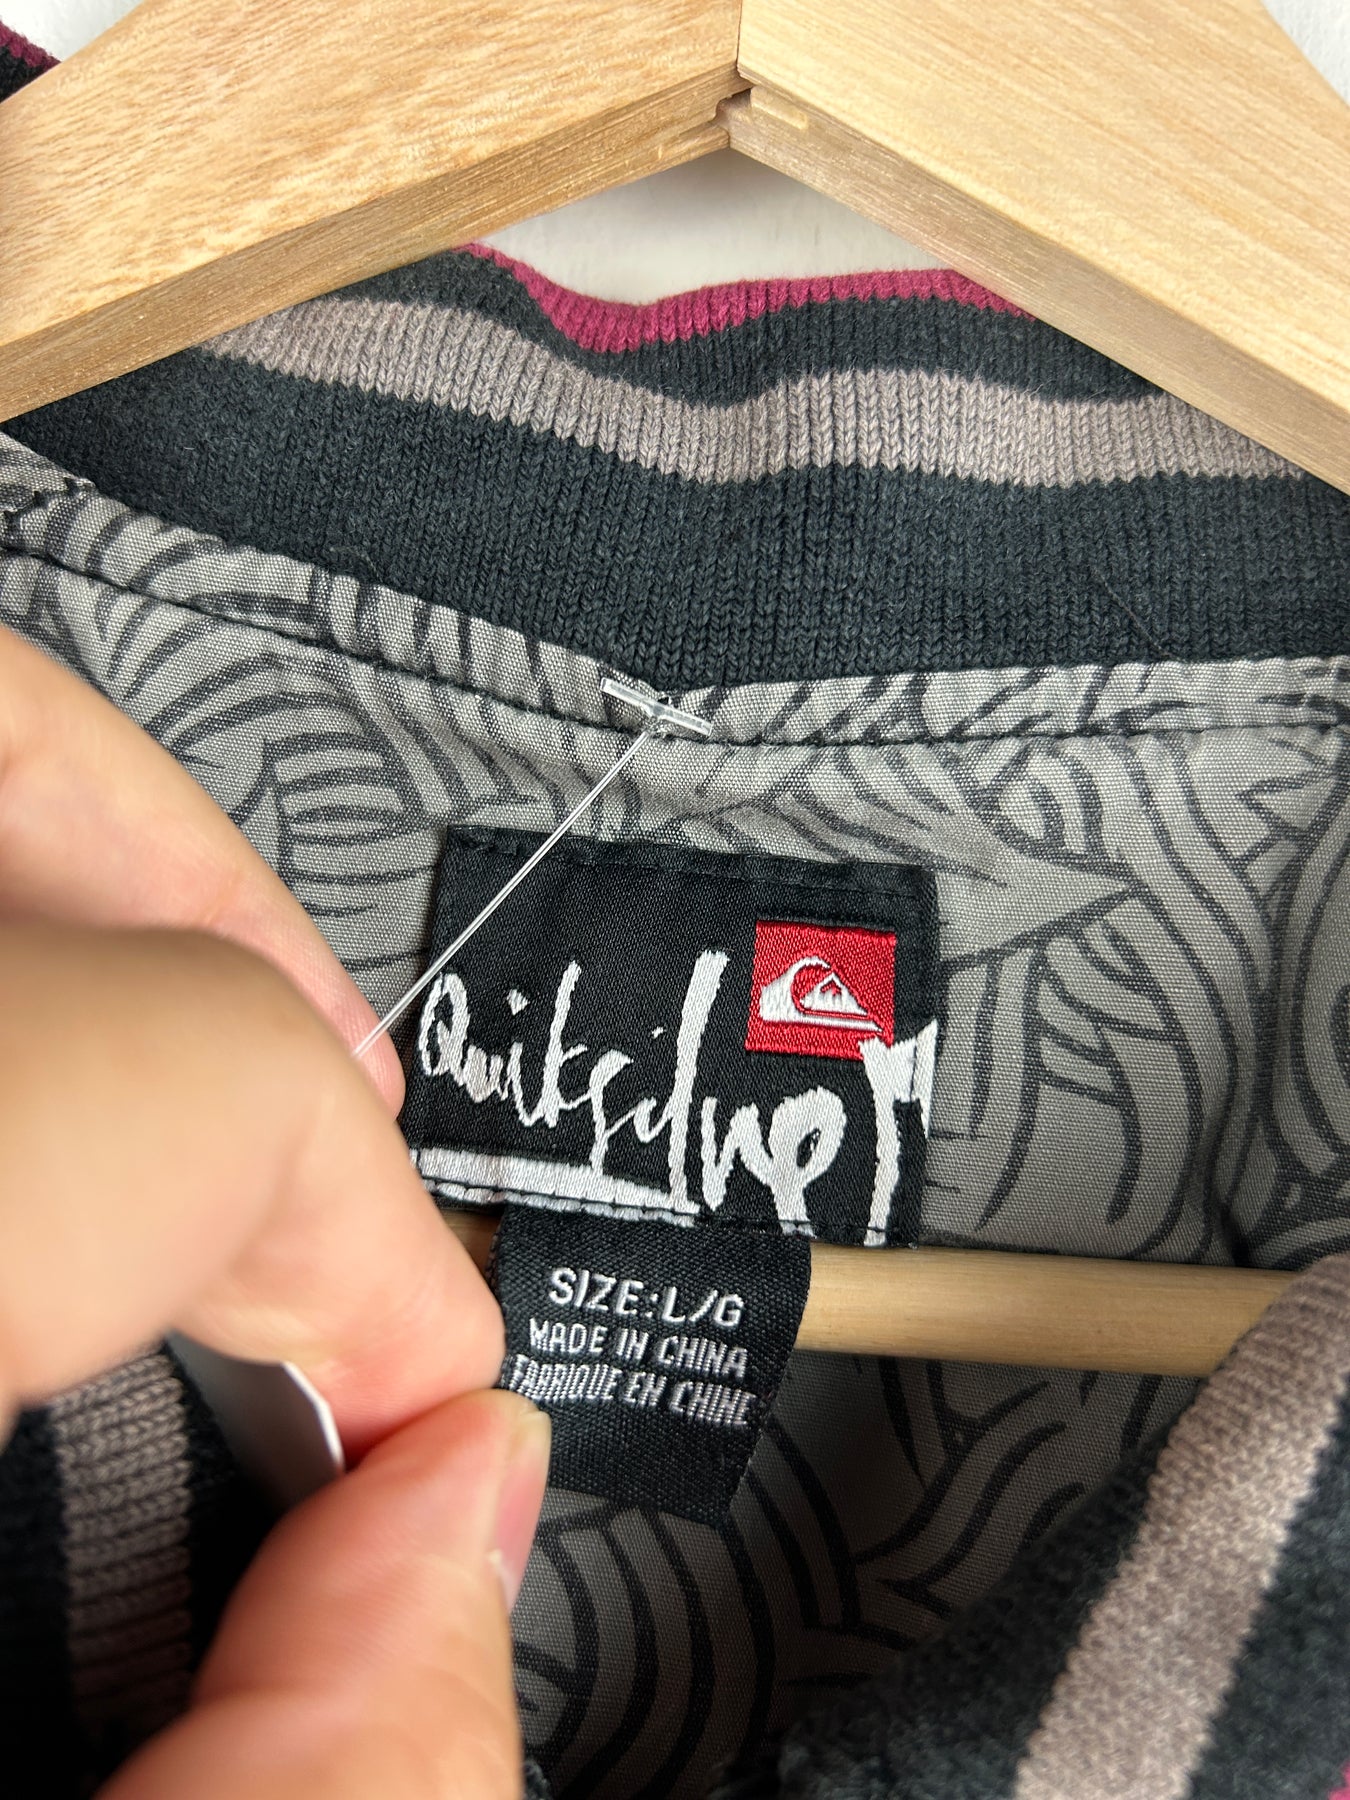 Quiksilver
SIZE: L/G
MADE IN CHINA
FABRIQUE EN CHINE